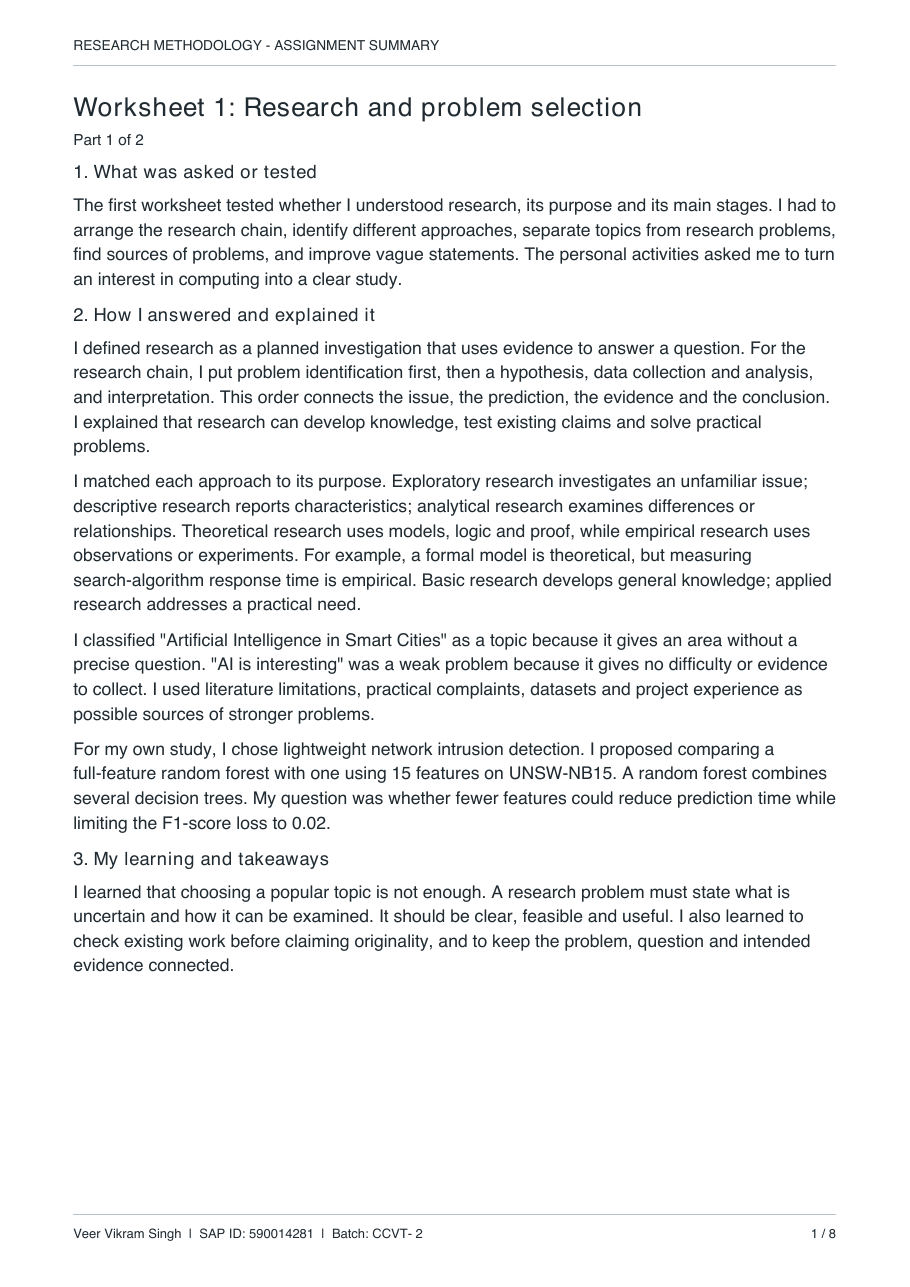 RESEARCH METHODOLOGY - ASSIGNMENT SUMMARY
Worksheet 1: Research and problem selection
Part 1 of 2
1. What was asked or tested
The first worksheet tested whether I understood research, its purpose and its main stages. I had to
arrange the research chain, identify different approaches, separate topics from research problems,
find sources of problems, and improve vague statements. The personal activities asked me to turn
an interest in computing into a clear study.
2. How I answered and explained it
I defined research as a planned investigation that uses evidence to answer a question. For the
research chain, I put problem identification first, then a hypothesis, data collection and analysis,
and interpretation. This order connects the issue, the prediction, the evidence and the conclusion.
I explained that research can develop knowledge, test existing claims and solve practical
problems.
I matched each approach to its purpose. Exploratory research investigates an unfamiliar issue;
descriptive research reports characteristics; analytical research examines differences or
relationships. Theoretical research uses models, logic and proof, while empirical research uses
observations or experiments. For example, a formal model is theoretical, but measuring
search-algorithm response time is empirical. Basic research develops general knowledge; applied
research addresses a practical need.
I classified "Artificial Intelligence in Smart Cities" as a topic because it gives an area without a
precise question. "AI is interesting" was a weak problem because it gives no difficulty or evidence
to collect. I used literature limitations, practical complaints, datasets and project experience as
possible sources of stronger problems.
For my own study, I chose lightweight network intrusion detection. I proposed comparing a
full-feature random forest with one using 15 features on UNSW-NB15. A random forest combines
several decision trees. My question was whether fewer features could reduce prediction time while
limiting the F1-score loss to 0.02.
3. My learning and takeaways
I learned that choosing a popular topic is not enough. A research problem must state what is
uncertain and how it can be examined. It should be clear, feasible and useful. I also learned to
check existing work before claiming originality, and to keep the problem, question and intended
evidence connected.
Veer Vikram Singh | SAP ID: 590014281 | Batch: CCVT- 2
1 / 8